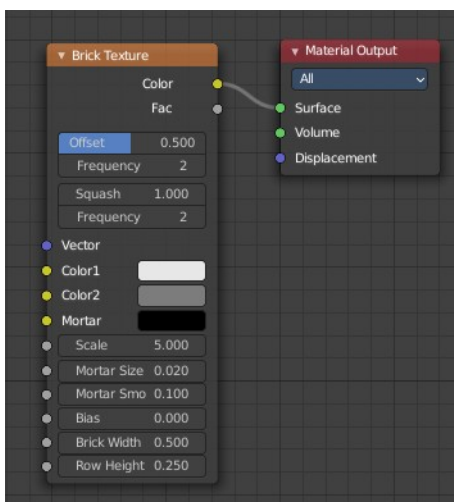 Brick Texture
Color
Fac
Offset 0.500
Frequency 2
Squash 1.000
Frequency 2
Vector
Color1
Color2
Mortar
Scale 5.000
Mortar Size 0.020
Mortar Smo 0.100
Bias 0.000
Brick Width 0.500
Row Height 0.250
Material Output
All
Surface
Volume
Displacement